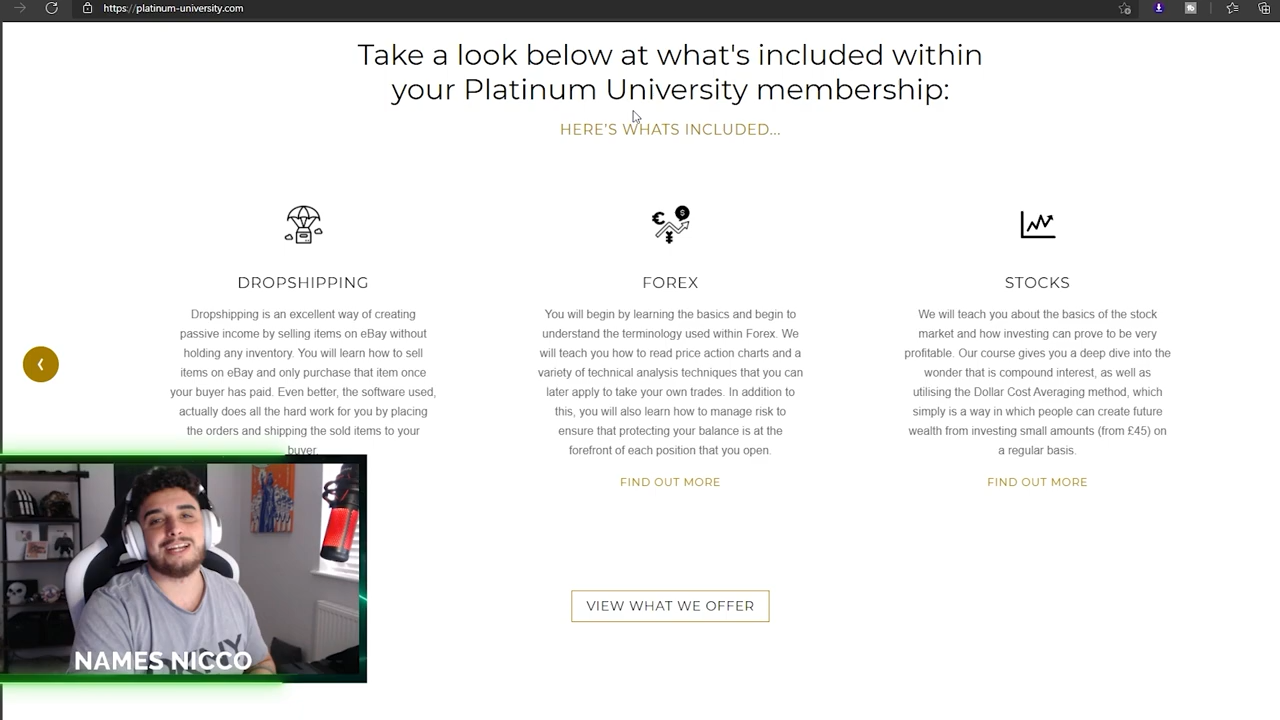 https://platinum-university.com
Take a look below at what's included within
your Platinum University membership:
HERE'S WHATS INCLUDED...
DROPSHIPPING
Dropshipping is an excellent way of creating
passive income by selling items on eBay without
holding any inventory. You will learn how to sell
items on eBay and only purchase that item once
your buyer has paid. Even better, the software used,
actually does all the hard work for you by placing
the orders and shipping the sold items to your
buyer.
FOREX
You will begin by learning the basics and begin to
understand the terminology used within Forex. We
will teach you how to read price action charts and a
variety of technical analysis techniques that you can
later apply to take your own trades. In addition to
this, you will also learn how to manage risk to
ensure that protecting your balance is at the
forefront of each position that you open.
FIND OUT MORE
STOCKS
We will teach you about the basics of the stock
market and how investing can prove to be very
profitable. Our course gives you a deep dive into the
wonder that is compound interest, as well as
utilising the Dollar Cost Averaging method, which
simply is a way in which people can create future
wealth from investing small amounts (from £45) on
a regular basis.
FIND OUT MORE
VIEW WHAT WE OFFER
NAMES NICCO